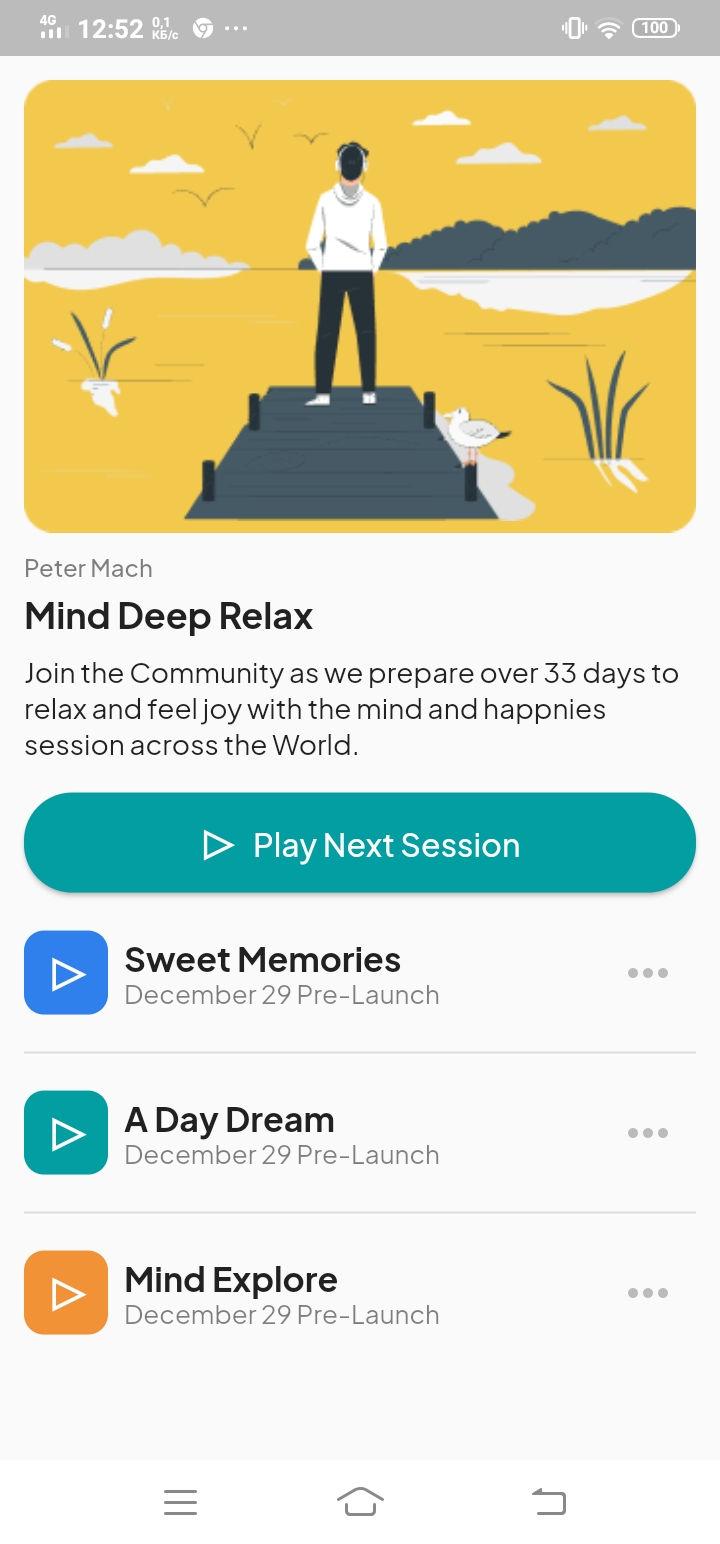 4G 12:52 0,1 КБ/с 100
Peter Mach
Mind Deep Relax
Join the Community as we prepare over 33 days to
relax and feel joy with the mind and happnies
session across the World.
Play Next Session
Sweet Memories
December 29 Pre-Launch
A Day Dream
December 29 Pre-Launch
Mind Explore
December 29 Pre-Launch